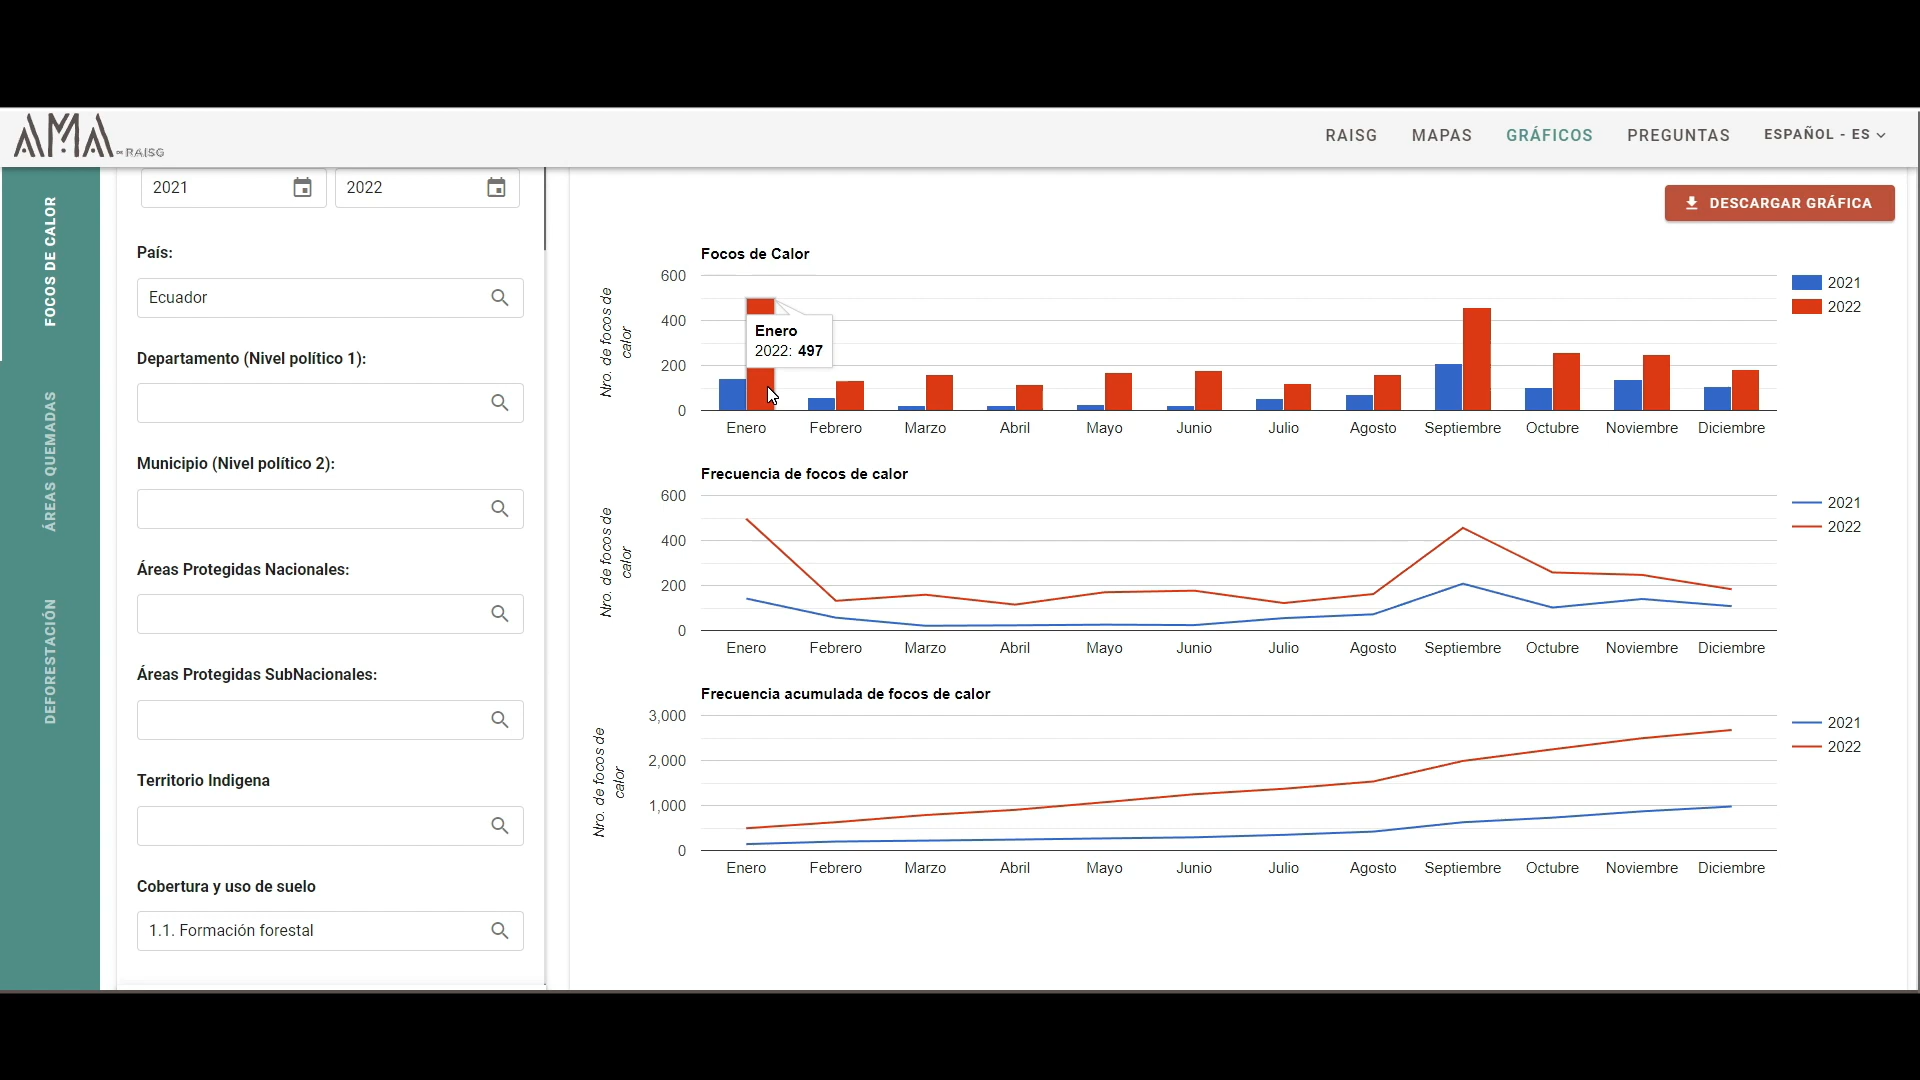 AMA DE RAISG
RAISG MAPAS GRÁFICOS PREGUNTAS ESPAÑOL - ES
FOCOS DE CALOR
ÁREAS QUEMADAS
DEFORESTACIÓN
2021 2022
País:
Ecuador
Departamento (Nivel político 1):
Municipio (Nivel político 2):
Áreas Protegidas Nacionales:
Áreas Protegidas SubNacionales:
Territorio Indigena
Cobertura y uso de suelo
1.1. Formación forestal
DESCARGAR GRÁFICA
Focos de Calor
Nro. de focos de
calor
600
400
200
0
Enero
2022: 497
Enero Febrero Marzo Abril Mayo Junio Julio Agosto Septiembre Octubre Noviembre Diciembre
2021
2022
Frecuencia de focos de calor
Nro. de focos de
calor
600
400
200
0
Enero Febrero Marzo Abril Mayo Junio Julio Agosto Septiembre Octubre Noviembre Diciembre
2021
2022
Frecuencia acumulada de focos de calor
Nro. de focos de
calor
3,000
2,000
1,000
0
Enero Febrero Marzo Abril Mayo Junio Julio Agosto Septiembre Octubre Noviembre Diciembre
2021
2022